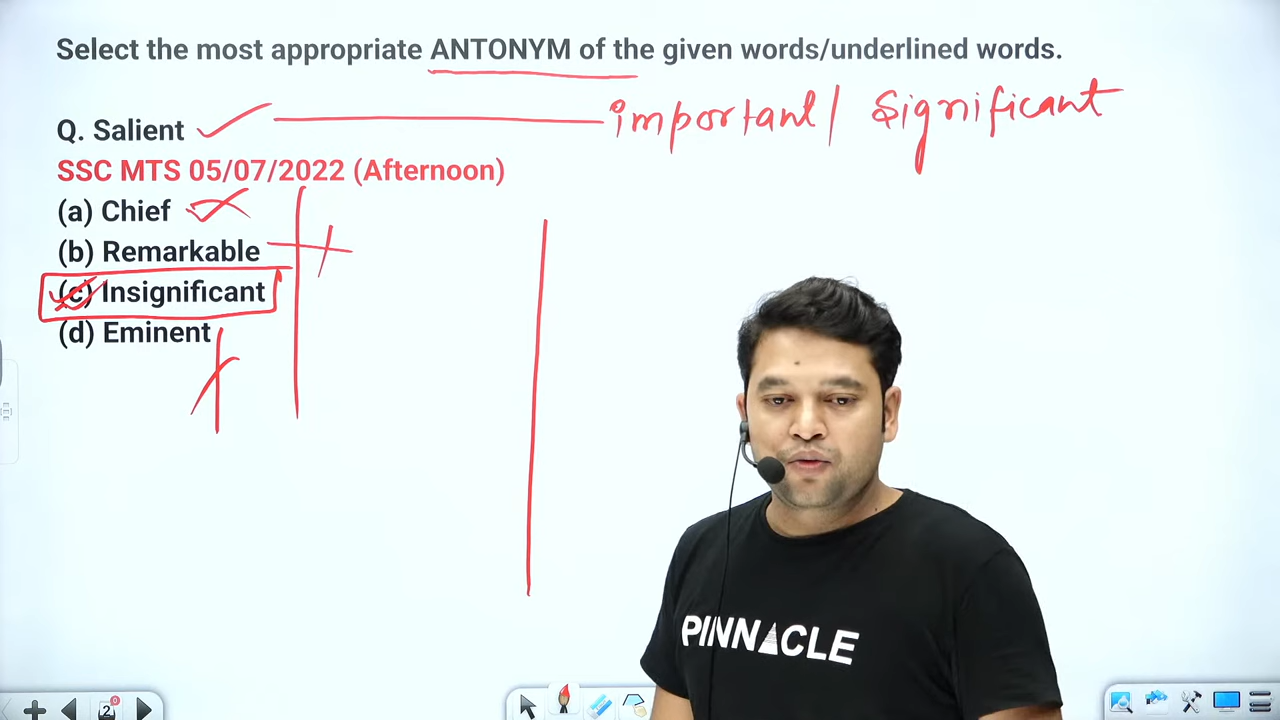 Select the most appropriate ANTONYM of the given words/underlined words.
Q. Salient
important/ Significant
SSC MTS 05/07/2022 (Afternoon)
(a) Chief
(b) Remarkable
(c) Insignificant
(d) Eminent
PINNACLE
2